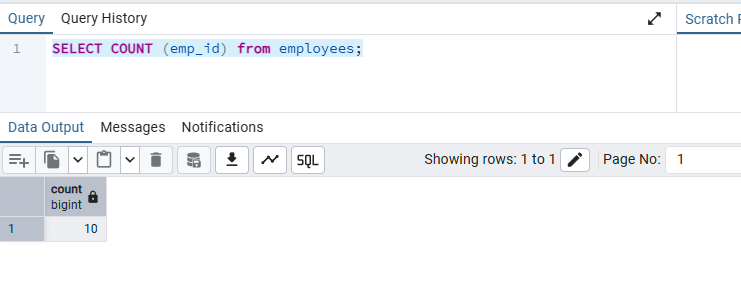 Query Query History
Scratch
1 SELECT COUNT (emp_id) from employees;
Data Output Messages Notifications
SQL Showing rows: 1 to 1 Page No: 1
count
bigint
1 10